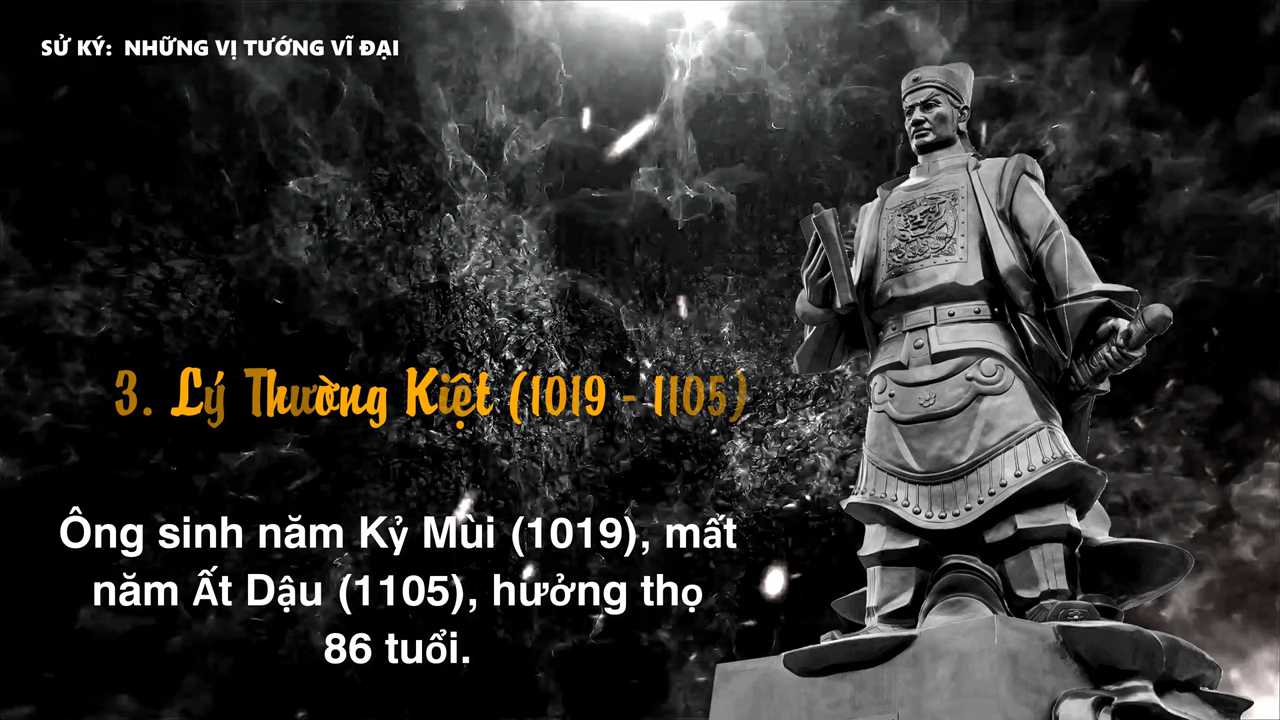 SỬ KÝ: NHỮNG VỊ TƯỚNG VĨ ĐẠI
3. Lý Thường Kiệt (1019 - 1105)
Ông sinh năm Kỷ Mùi (1019), mất
năm Ất Dậu (1105), hưởng thọ
86 tuổi.